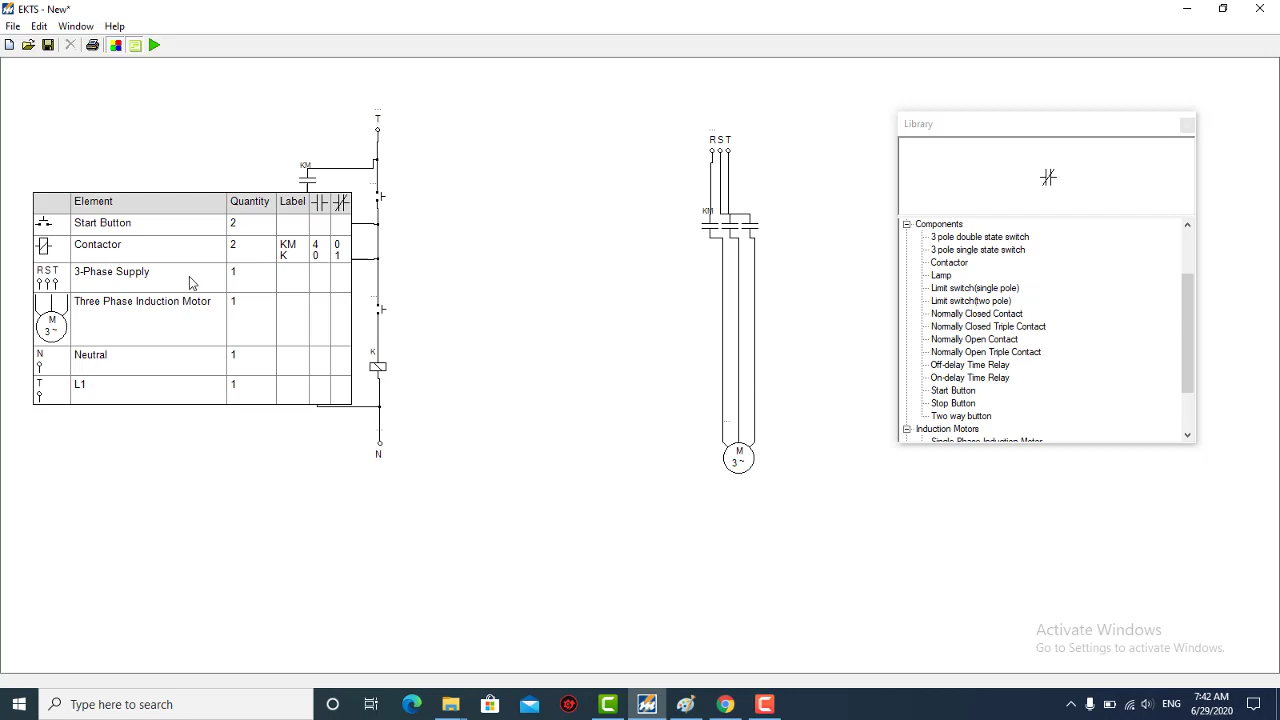 EKTS - New*
File Edit Window Help
...
T
KM
...
Element Quantity Label
Start Button 2
Contactor 2 KM 4 0
K 0 1
R S T 3-Phase Supply 1
Three Phase Induction Motor 1
M
3 ~
N Neutral 1
T L1 1
...
K
...
N
...
R S T
KM
...
M
3 ~
Library
Components
3 pole double state switch
3 pole single state switch
Contactor
Lamp
Limit switch(single pole)
Limit switch(two pole)
Normally Closed Contact
Normally Closed Triple Contact
Normally Open Contact
Normally Open Triple Contact
Off-delay Time Relay
On-delay Time Relay
Start Button
Stop Button
Two way button
Induction Motors
Single Phase Induction Motor
Activate Windows
Go to Settings to activate Windows.
Type here to search
ENG
7:42 AM
6/29/2020